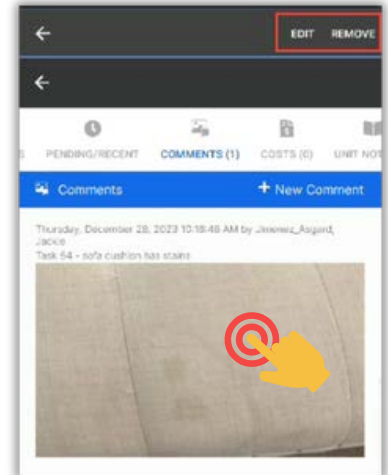 EDIT REMOVE
PENDING/RECENT COMMENTS (1) COSTS (0) UNIT NOT
Comments + New Comment
Thursday, December 28, 2023 10:18:48 AM by Jimenez_Asgard,
Jackie
Task 54 - sofa cushion has stains